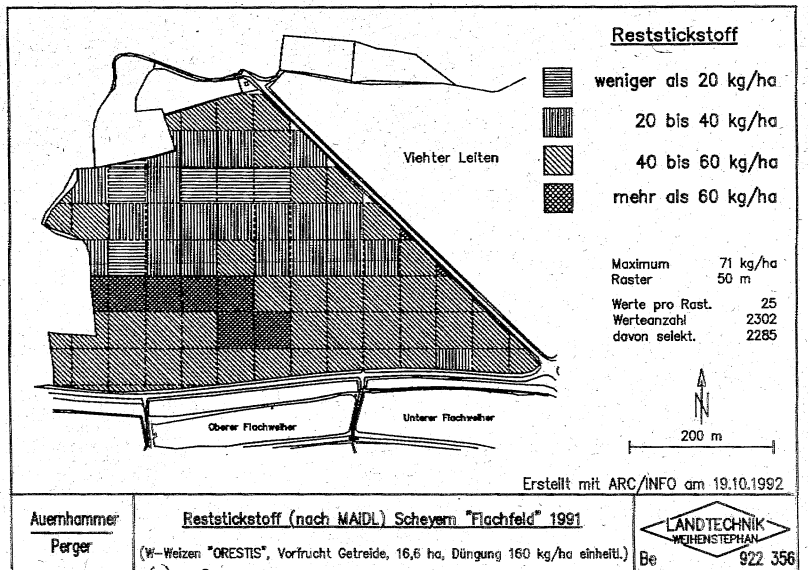 Reststickstoff
weniger als 20 kg/ha
20 bis 40 kg/ha
40 bis 60 kg/ha
mehr als 60 kg/ha
Viehter Leiten
Maximum 71 kg/ha
Raster 50 m
Werte pro Rast. 25
Werteanzahl 2302
davon selekt. 2285
N
200 m
Oberer Flachweiher
Unterer Flachweiher
Erstellt mit ARC/INFO am 19.10.1992
Auernhammer
Perger
Reststickstoff (nach MAIDL) Scheyern "Flachfeld" 1991
(W-Weizen "ORESTIS", Vorfrucht Getreide, 16,6 ha, Düngung 160 kg/ha einheitl.)
LANDTECHNIK
WEIHENSTEPHAN
Be 922 356